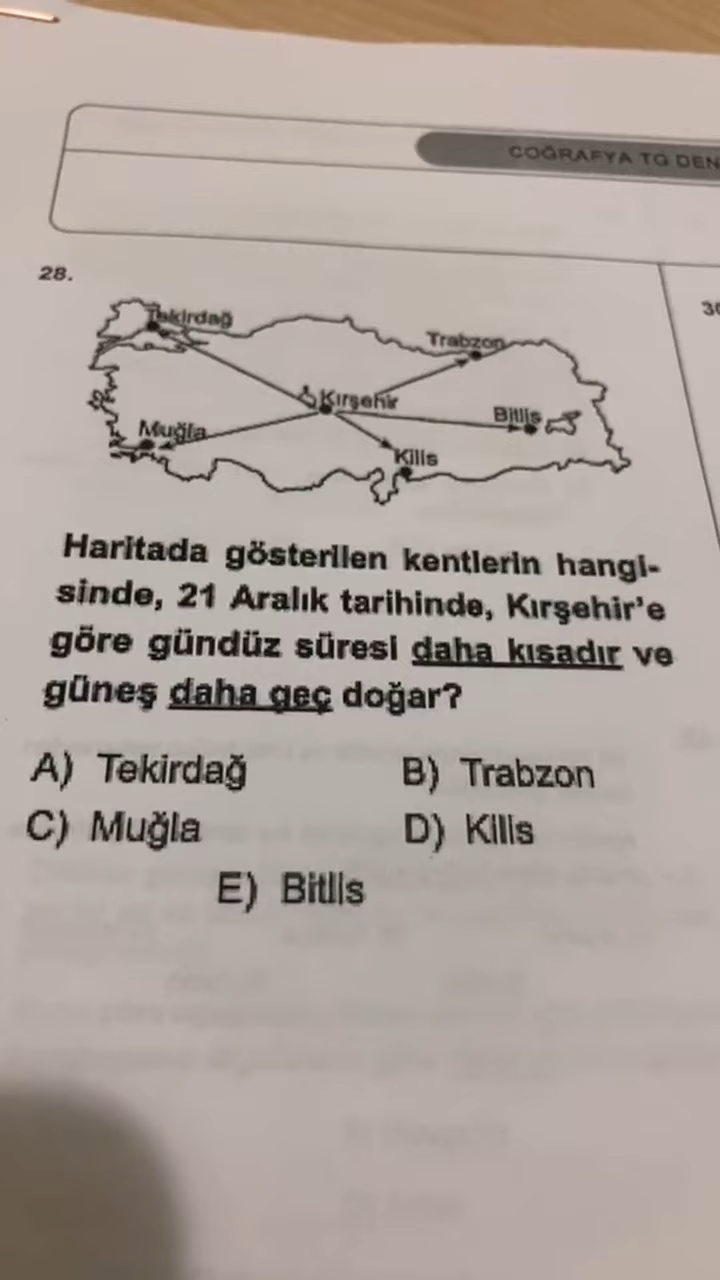 COĞRAFYA TG DEN
28.
30
Tekirdağ
Trabzon
Kırşehir
Bitlis
Muğla
Kilis
Haritada gösterilen kentlerin hangi-
sinde, 21 Aralık tarihinde, Kırşehir'e
göre gündüz süresi daha kısadır ve
güneş daha geç doğar?
A) Tekirdağ
B) Trabzon
C) Muğla
D) Kilis
E) Bitlis